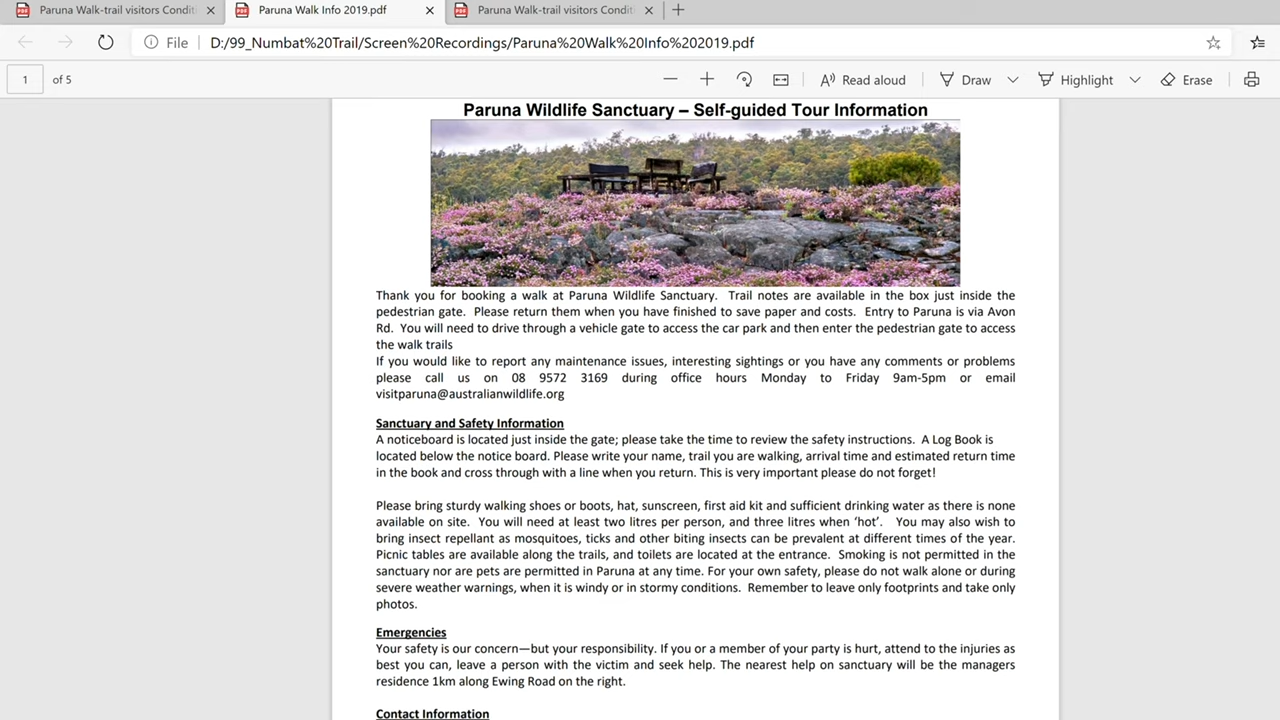 Paruna Walk-trail visitors Conditi
Paruna Walk Info 2019.pdf
Paruna Walk-trail visitors Condit
File
D:/99_Numbat%20Trail/Screen%20Recordings/Paruna%20Walk%20Info%202019.pdf
1 of 5
Read aloud
Draw
Highlight
Erase
Paruna Wildlife Sanctuary – Self-guided Tour Information
Thank you for booking a walk at Paruna Wildlife Sanctuary. Trail notes are available in the box just inside the
pedestrian gate. Please return them when you have finished to save paper and costs. Entry to Paruna is via Avon
Rd. You will need to drive through a vehicle gate to access the car park and then enter the pedestrian gate to access
the walk trails
If you would like to report any maintenance issues, interesting sightings or you have any comments or problems
please call us on 08 9572 3169 during office hours Monday to Friday 9am-5pm or email
visitparuna@australianwildlife.org
Sanctuary and Safety Information
A noticeboard is located just inside the gate; please take the time to review the safety instructions. A Log Book is
located below the notice board. Please write your name, trail you are walking, arrival time and estimated return time
in the book and cross through with a line when you return. This is very important please do not forget!
Please bring sturdy walking shoes or boots, hat, sunscreen, first aid kit and sufficient drinking water as there is none
available on site. You will need at least two litres per person, and three litres when ‘hot’. You may also wish to
bring insect repellant as mosquitoes, ticks and other biting insects can be prevalent at different times of the year.
Picnic tables are available along the trails, and toilets are located at the entrance. Smoking is not permitted in the
sanctuary nor are pets are permitted in Paruna at any time. For your own safety, please do not walk alone or during
severe weather warnings, when it is windy or in stormy conditions. Remember to leave only footprints and take only
photos.
Emergencies
Your safety is our concern—but your responsibility. If you or a member of your party is hurt, attend to the injuries as
best you can, leave a person with the victim and seek help. The nearest help on sanctuary will be the managers
residence 1km along Ewing Road on the right.
Contact Information